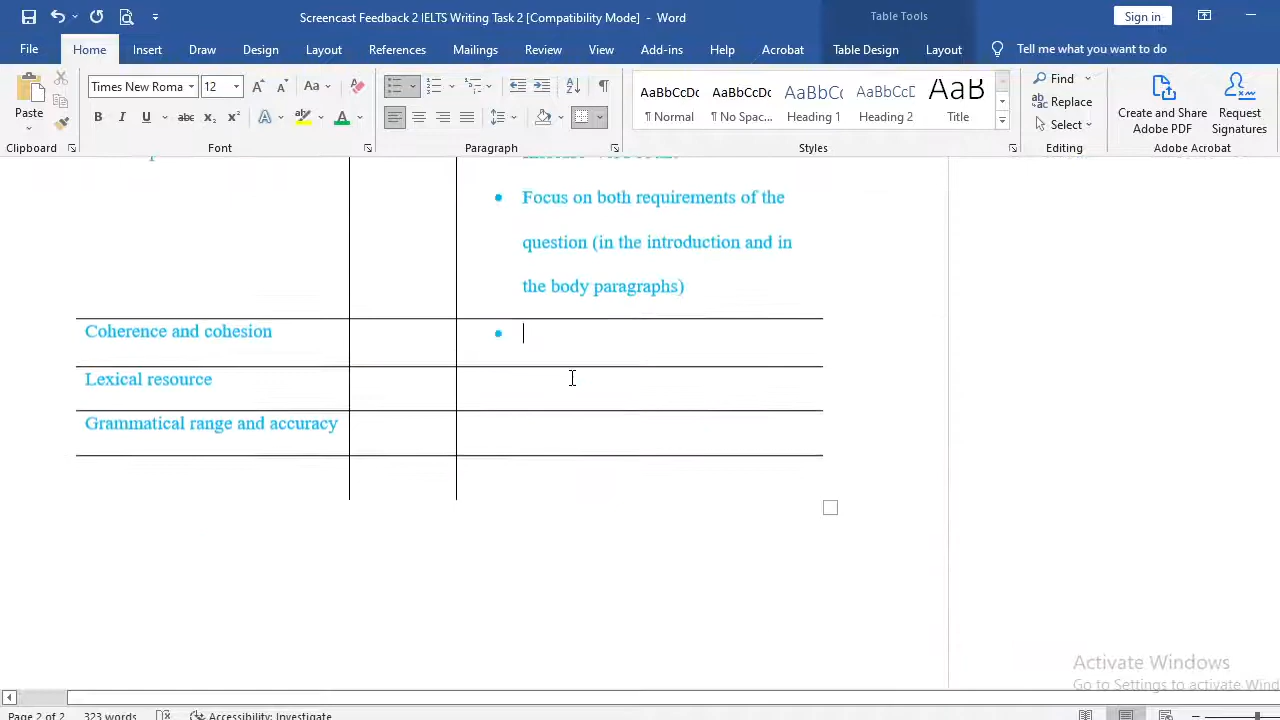 Screencast Feedback 2 IELTS Writing Task 2 [Compatibility Mode] - Word
Table Tools
Sign in
File Home Insert Draw Design Layout References Mailings Review View Add-ins Help Acrobat Table Design Layout Tell me what you want to do
Paste
Clipboard
Times New Roma 12
Font
Paragraph
AaBbCcDc
¶ Normal
AaBbCcDc
¶ No Spac...
AaBbCc
Heading 1
AaBbCcD
Heading 2
AaB
Title
Styles
Find
Replace
Select
Editing
Create and Share
Adobe PDF
Request
Signatures
Adobe Acrobat
Focus on both requirements of the
question (in the introduction and in
the body paragraphs)
Coherence and cohesion
Lexical resource
Grammatical range and accuracy
Activate Windows
Go to Settings to activate Wind
Page 2 of 2 323 words Accessibility: Investigate